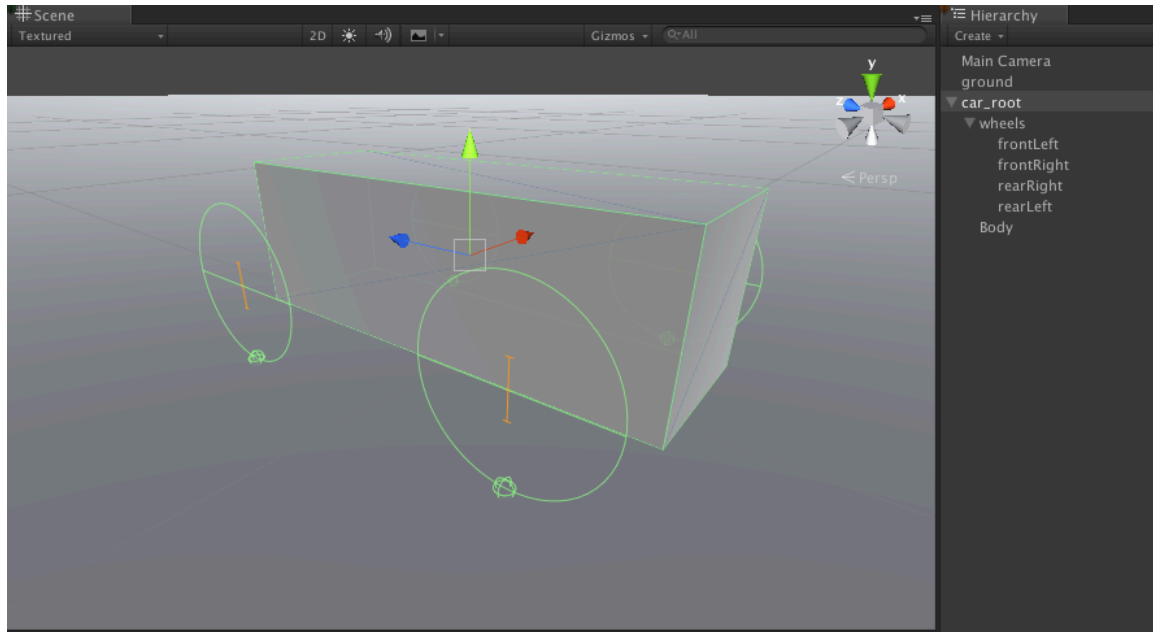 Scene
Textured
2D
Gizmos
All
y
z
x
Persp
Hierarchy
Create
Main Camera
ground
car_root
wheels
frontLeft
frontRight
rearRight
rearLeft
Body